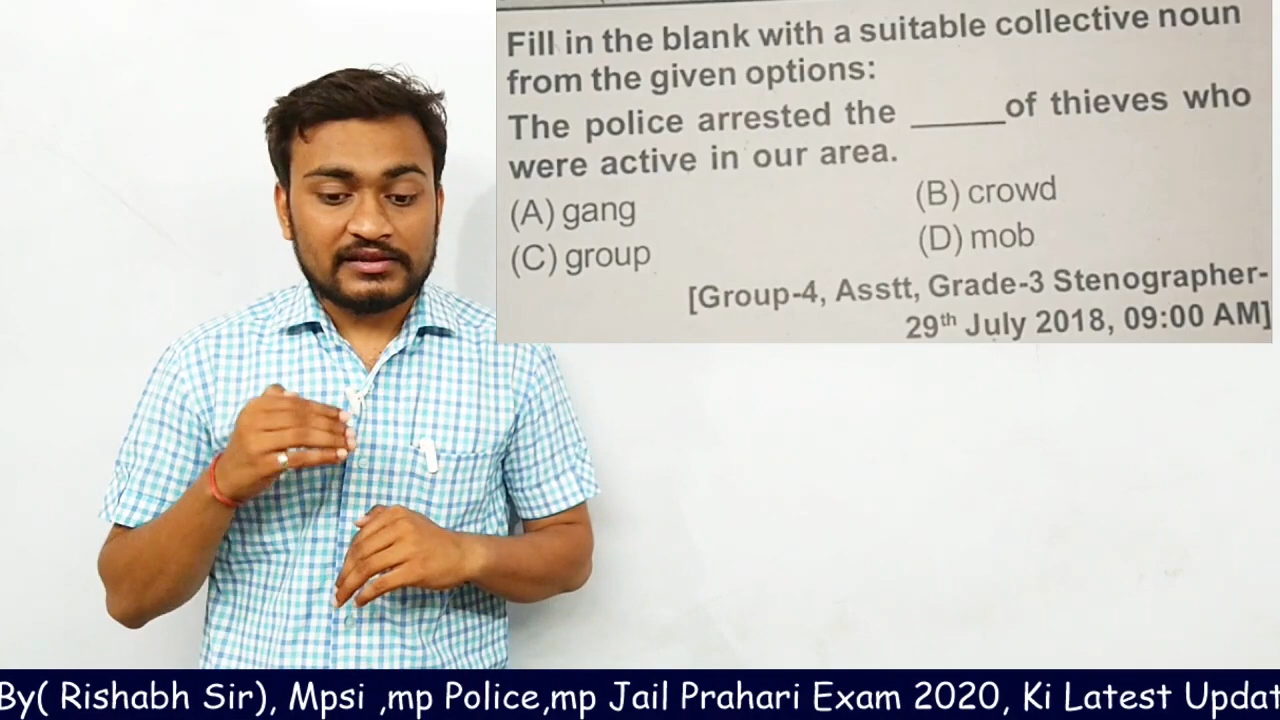 Fill in the blank with a suitable collective noun
from the given options:
The police arrested the _____of thieves who
were active in our area.
(A) gang (B) crowd
(C) group (D) mob
[Group-4, Asstt, Grade-3 Stenographer-
29th July 2018, 09:00 AM]
By( Rishabh Sir), Mpsi ,mp Police,mp Jail Prahari Exam 2020, Ki Latest Updat